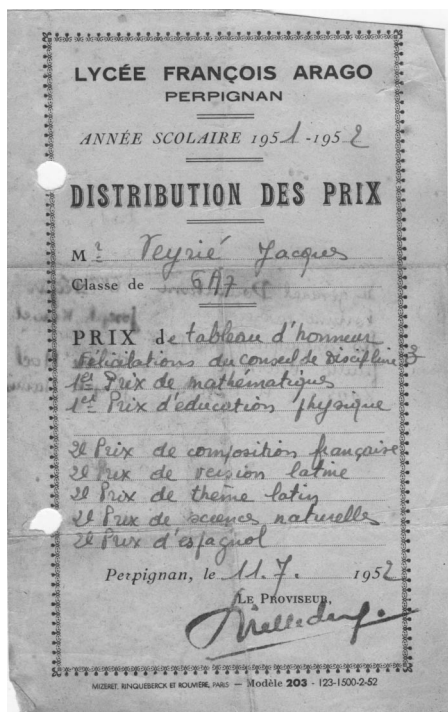 LYCÉE FRANÇOIS ARAGO
PERPIGNAN
ANNÉE SCOLAIRE 1951-1952
DISTRIBUTION DES PRIX
Mr Veyrié Jacques
Classe de 6A7
PRIX de tableau d'honneur
Félicitations du conseil de Discipline
1er Prix de mathématiques
1er Prix d'éducation physique
2e Prix de composition française
2e Prix de version latine
2e Prix de thème latin
2e Prix de sciences naturelles
2e Prix d'espagnol
Perpignan, le 11.7. 1952
LE PROVISEUR,
MIZERET, RINQUEBERCK ET ROUMIÈRE, PARIS — Modèle 203 - 123-1500-2-52